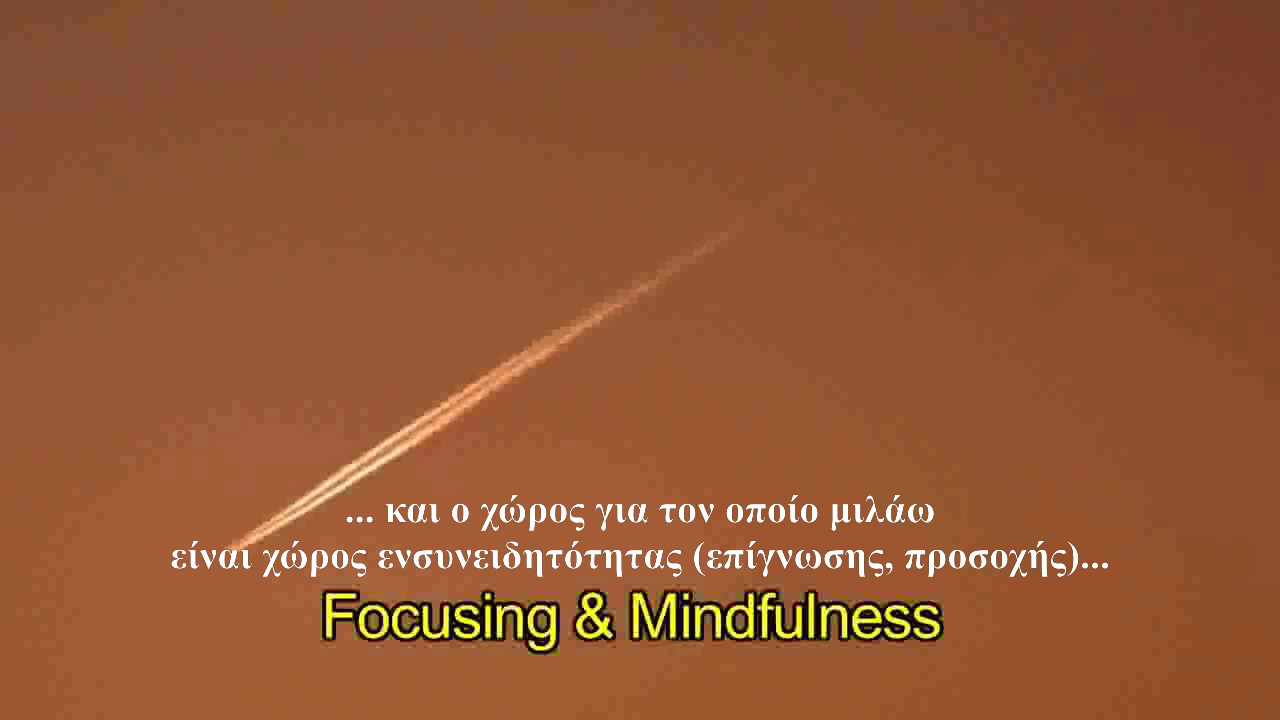 ... και ο χώρος για τον οποίο μιλάω
είναι χώρος ενσυνειδητότητας (επίγνωσης, προσοχής)...
Focusing & Mindfulness